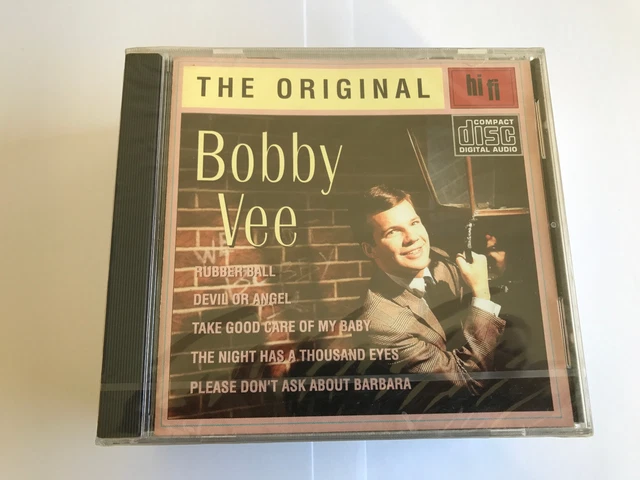 THE ORIGINAL
hi fi
COMPACT
disc
DIGITAL AUDIO
Bobby
Vee
RUBBER BALL
DEVIL OR ANGEL
TAKE GOOD CARE OF MY BABY
THE NIGHT HAS A THOUSAND EYES
PLEASE DON'T ASK ABOUT BARBARA